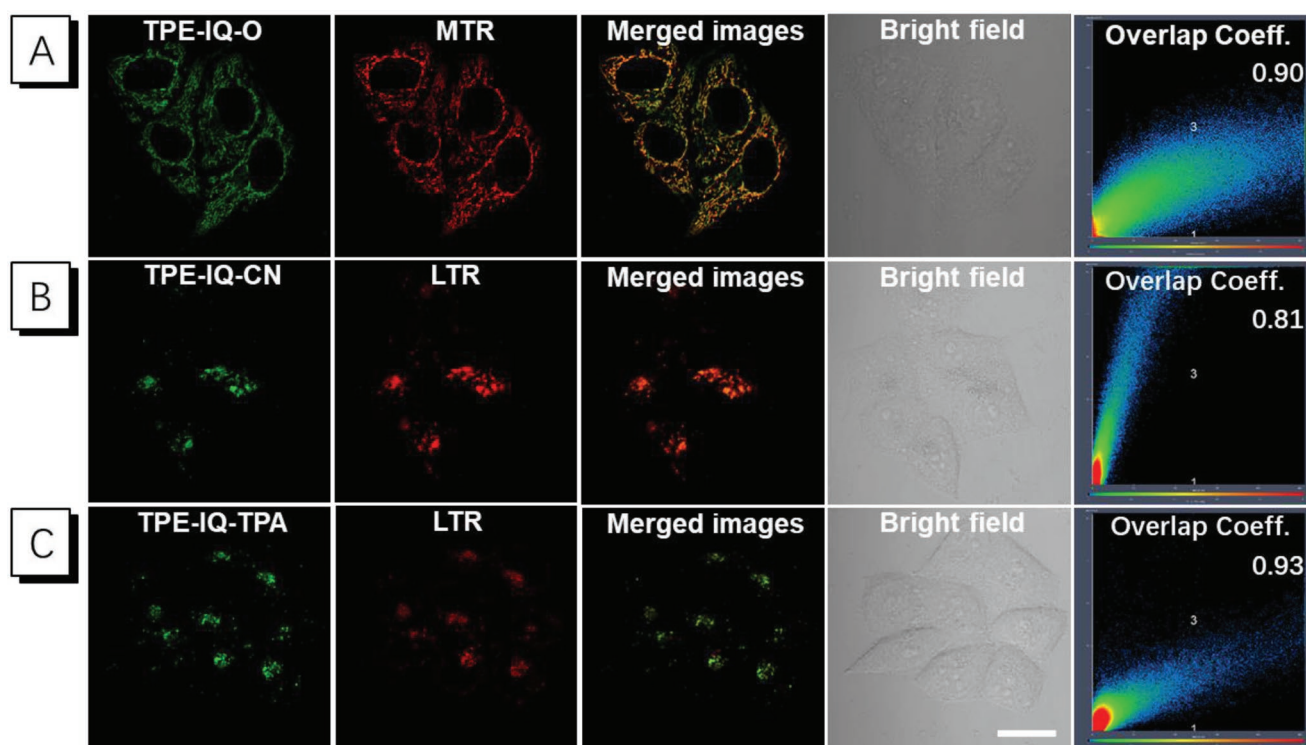 A
TPE-IQ-O
MTR
Merged images
Bright field
Overlap Coeff.
0.90
3
1
B
TPE-IQ-CN
LTR
Merged images
Bright field
Overlap Coeff.
0.81
3
1
C
TPE-IQ-TPA
LTR
Merged images
Bright field
Overlap Coeff.
0.93
3
1